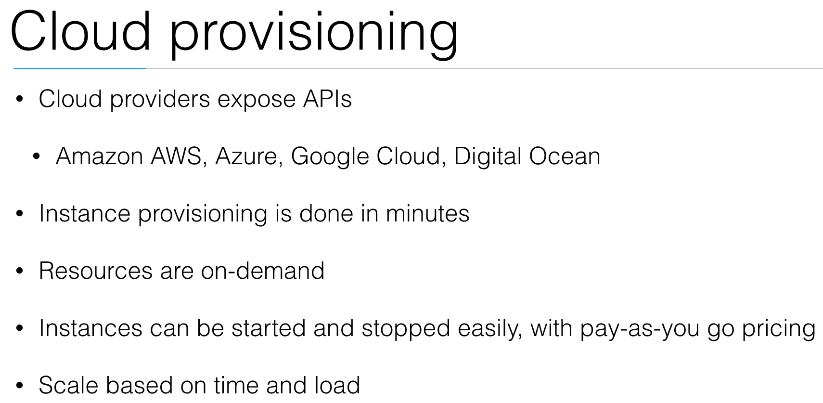 Cloud provisioning
• Cloud providers expose APIs
• Amazon AWS, Azure, Google Cloud, Digital Ocean
• Instance provisioning is done in minutes
• Resources are on-demand
• Instances can be started and stopped easily, with pay-as-you go pricing
• Scale based on time and load